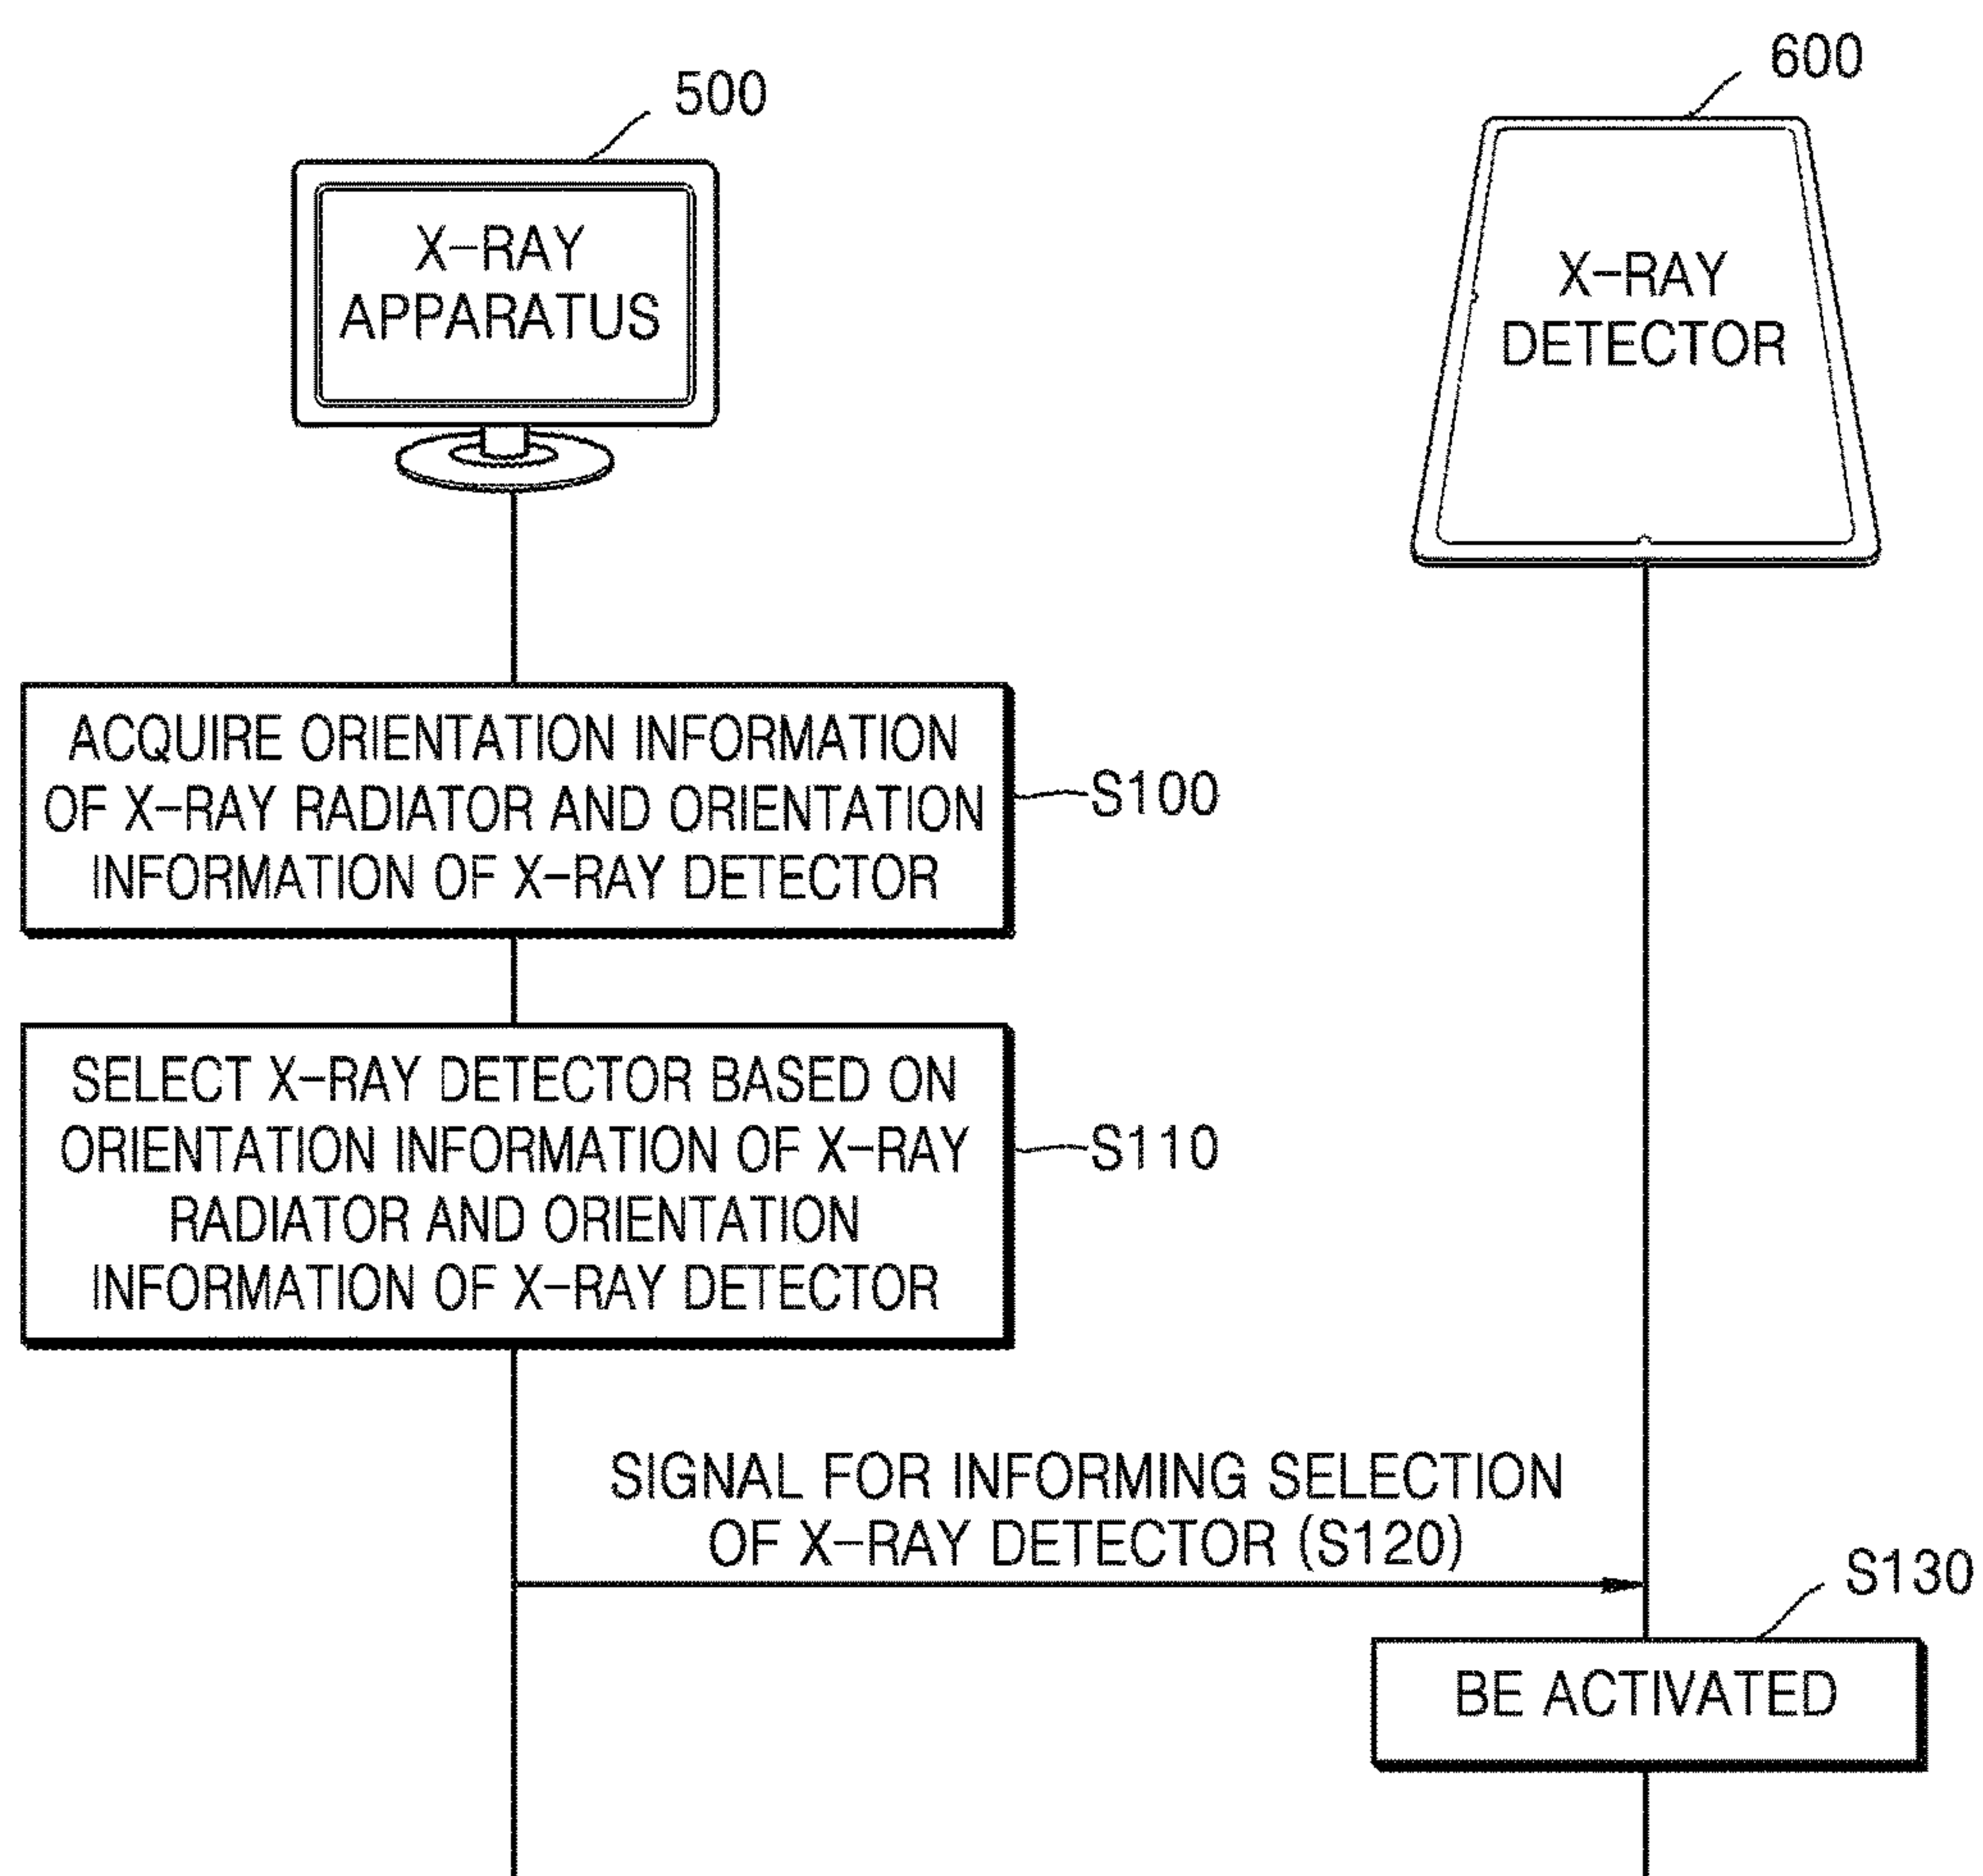 500
600
X-RAY
APPARATUS
X-RAY
DETECTOR
ACQUIRE ORIENTATION INFORMATION
OF X-RAY RADIATOR AND ORIENTATION
INFORMATION OF X-RAY DETECTOR
S100
SELECT X-RAY DETECTOR BASED ON
ORIENTATION INFORMATION OF X-RAY
RADIATOR AND ORIENTATION
INFORMATION OF X-RAY DETECTOR
S110
SIGNAL FOR INFORMING SELECTION
OF X-RAY DETECTOR (S120)
S130
BE ACTIVATED